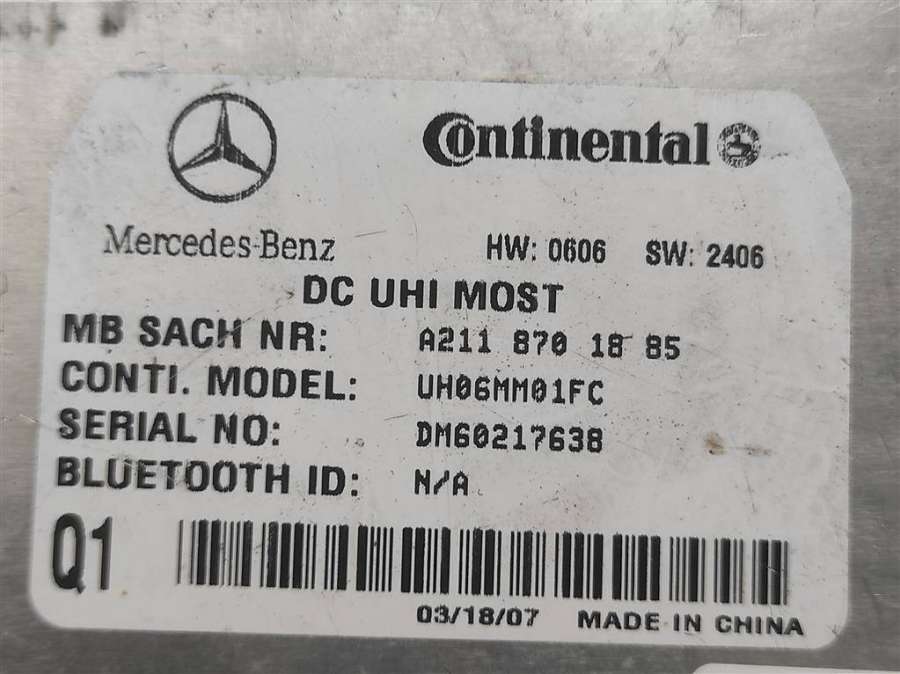 Continental
Mercedes-Benz HW: 0606 SW: 2406
DC UHI MOST
MB SACH NR: A211 870 18 85
CONTI. MODEL: UH06MM01FC
SERIAL NO: DM60217638
BLUETOOTH ID: N/A
Q1
03/18/07 MADE IN CHINA